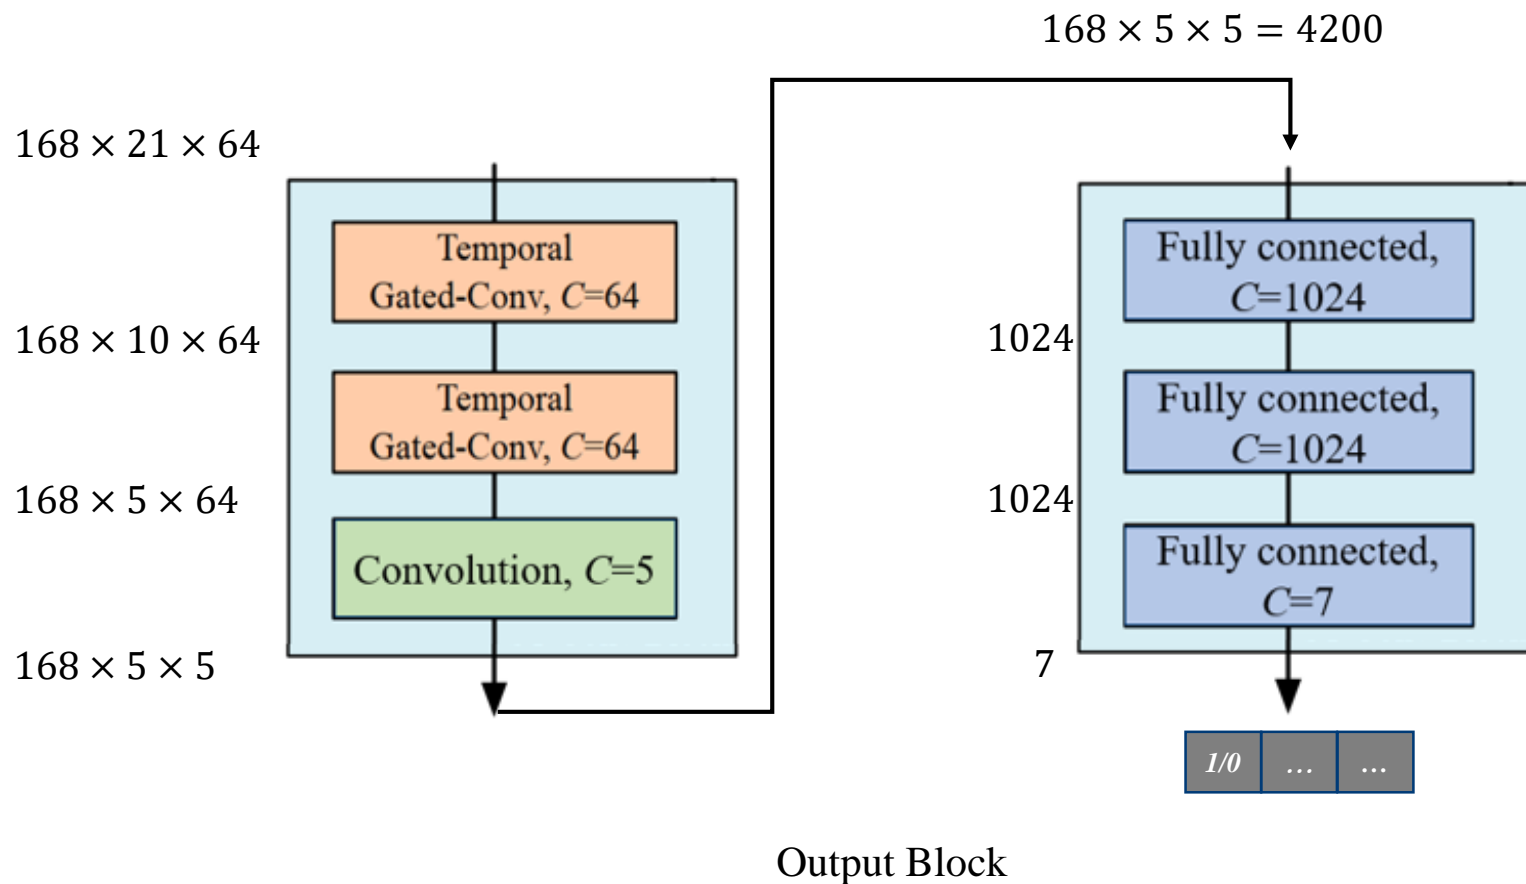 168 × 5 × 5 = 4200
168 × 21 × 64
Temporal
Gated-Conv, C=64
168 × 10 × 64
Temporal
Gated-Conv, C=64
168 × 5 × 64
Convolution, C=5
168 × 5 × 5
Fully connected,
C=1024
1024
Fully connected,
C=1024
1024
Fully connected,
C=7
7
1/0 ... ...
Output Block